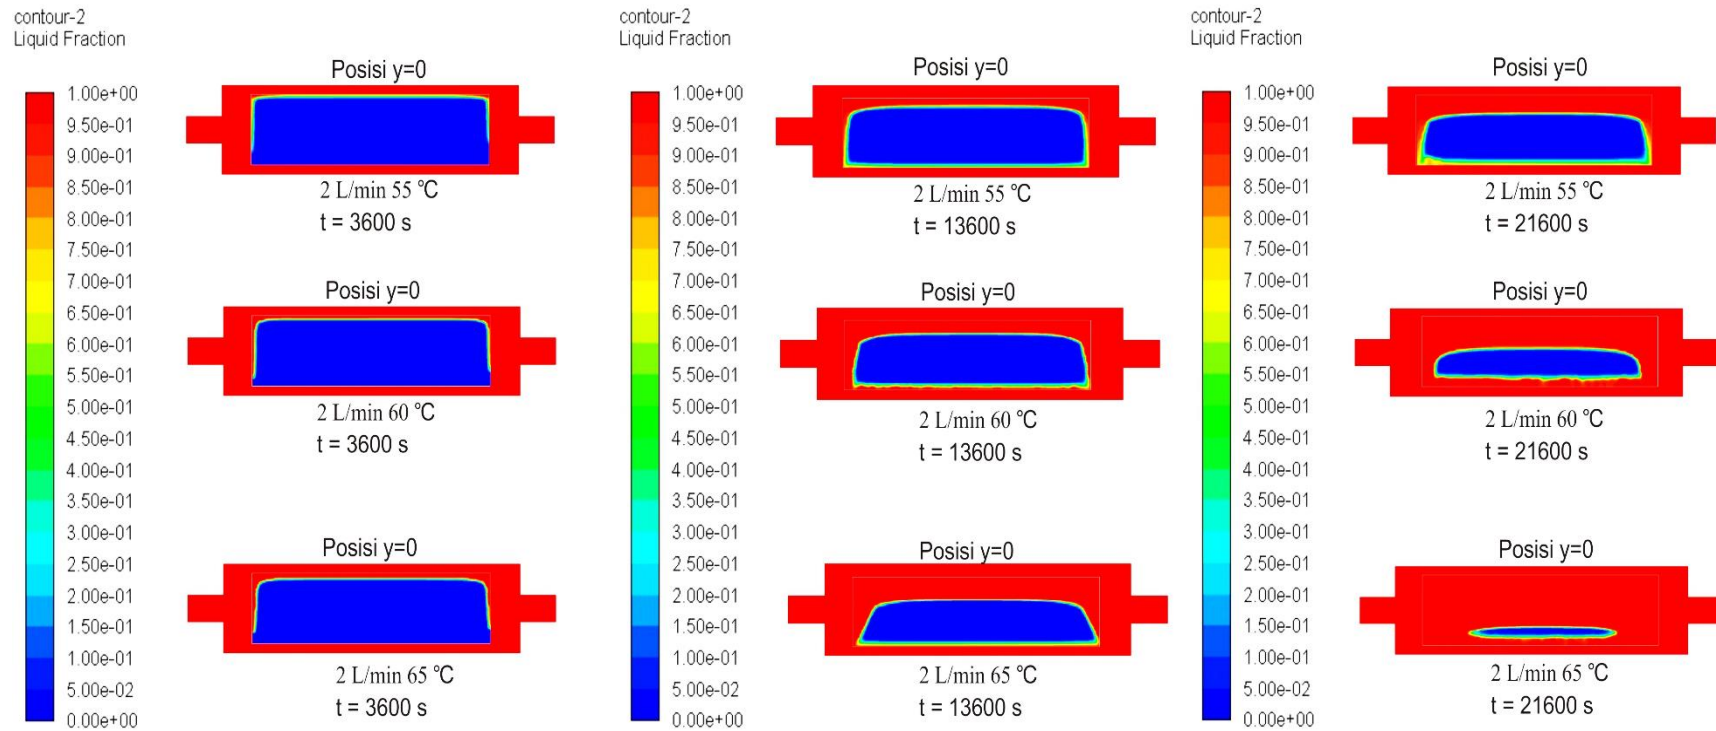 contour-2
Liquid Fraction
1.00e+00
9.50e-01
9.00e-01
8.50e-01
8.00e-01
7.50e-01
7.00e-01
6.50e-01
6.00e-01
5.50e-01
5.00e-01
4.50e-01
4.00e-01
3.50e-01
3.00e-01
2.50e-01
2.00e-01
1.50e-01
1.00e-01
5.00e-02
0.00e+00
Posisi y=0
2 L/min 55 °C
t = 3600 s
Posisi y=0
2 L/min 60 °C
t = 3600 s
Posisi y=0
2 L/min 65 °C
t = 3600 s
contour-2
Liquid Fraction
1.00e+00
9.50e-01
9.00e-01
8.50e-01
8.00e-01
7.50e-01
7.00e-01
6.50e-01
6.00e-01
5.50e-01
5.00e-01
4.50e-01
4.00e-01
3.50e-01
3.00e-01
2.50e-01
2.00e-01
1.50e-01
1.00e-01
5.00e-02
0.00e+00
Posisi y=0
2 L/min 55 °C
t = 13600 s
Posisi y=0
2 L/min 60 °C
t = 13600 s
Posisi y=0
2 L/min 65 °C
t = 13600 s
contour-2
Liquid Fraction
1.00e+00
9.50e-01
9.00e-01
8.50e-01
8.00e-01
7.50e-01
7.00e-01
6.50e-01
6.00e-01
5.50e-01
5.00e-01
4.50e-01
4.00e-01
3.50e-01
3.00e-01
2.50e-01
2.00e-01
1.50e-01
1.00e-01
5.00e-02
0.00e+00
Posisi y=0
2 L/min 55 °C
t = 21600 s
Posisi y=0
2 L/min 60 °C
t = 21600 s
Posisi y=0
2 L/min 65 °C
t = 21600 s